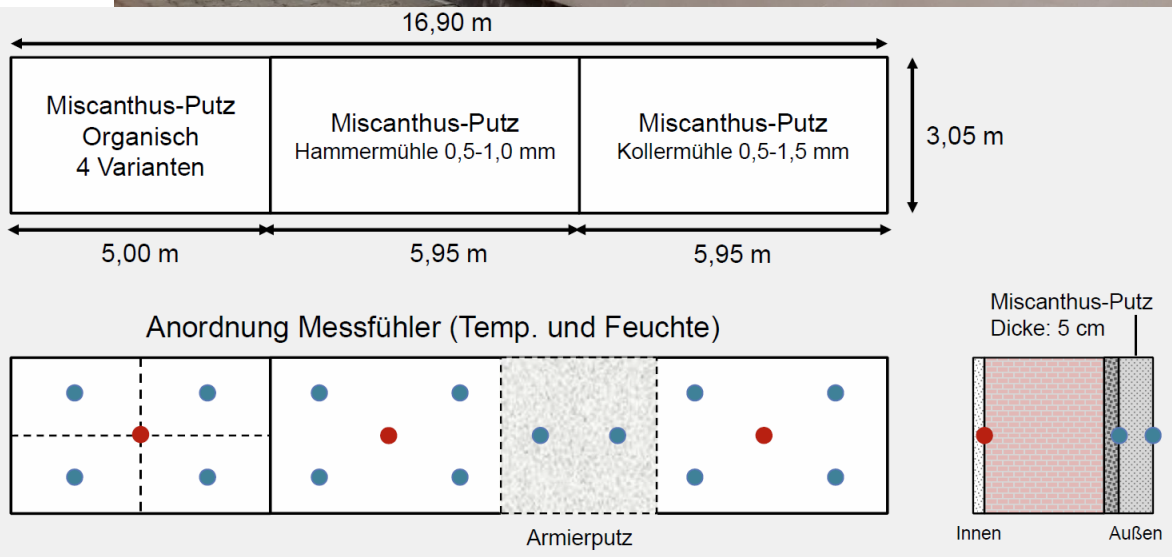 16,90 m
Miscanthus-Putz
Organisch
4 Varianten
Miscanthus-Putz
Hammermühle 0,5-1,0 mm
Miscanthus-Putz
Kollermühle 0,5-1,5 mm
3,05 m
5,00 m
5,95 m
5,95 m
Anordnung Messfühler (Temp. und Feuchte)
Miscanthus-Putz
Dicke: 5 cm
Armierputz
Innen
Außen